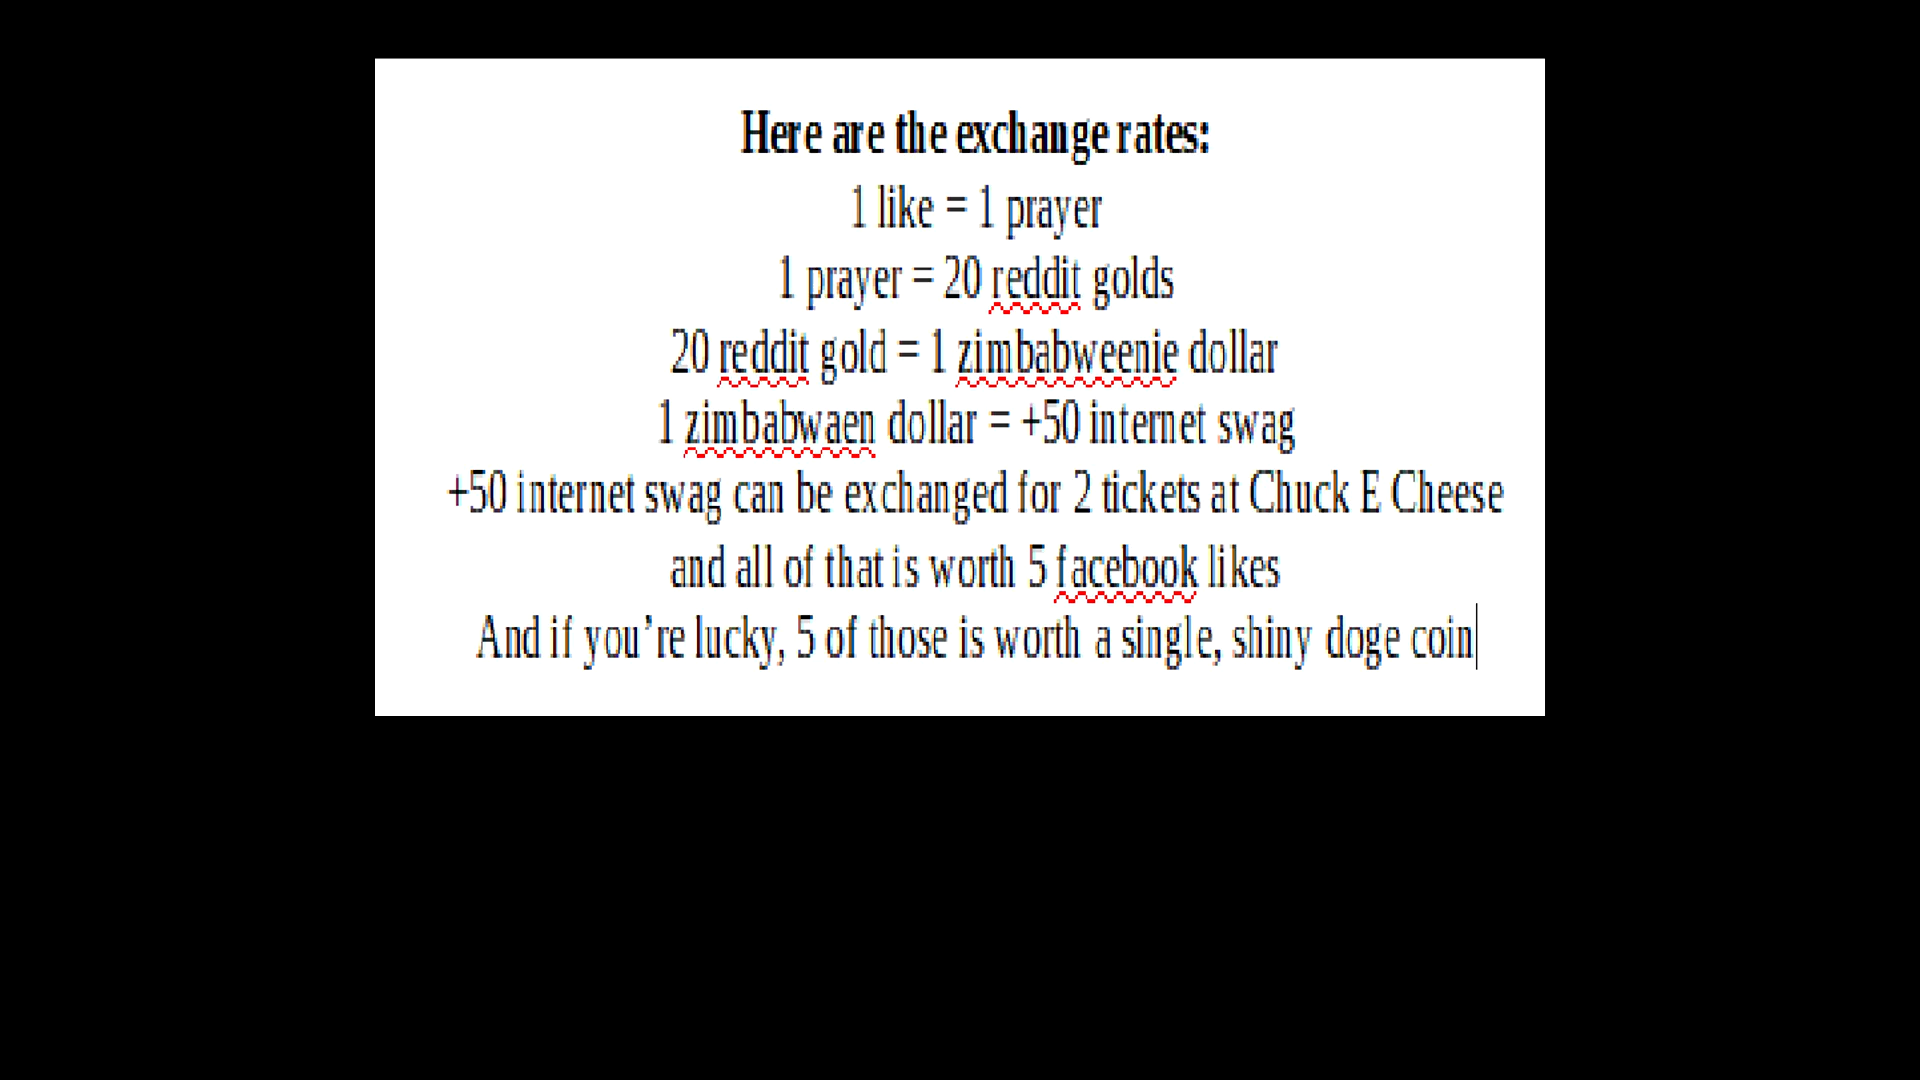 Here are the exchange rates:
1 like = 1 prayer
1 prayer = 20 reddit golds
20 reddit gold = 1 zimbabweenie dollar
1 zimbabwaen dollar = +50 internet swag
+50 internet swag can be exchanged for 2 tickets at Chuck E Cheese
and all of that is worth 5 facebook likes
And if you’re lucky, 5 of those is worth a single, shiny doge coin